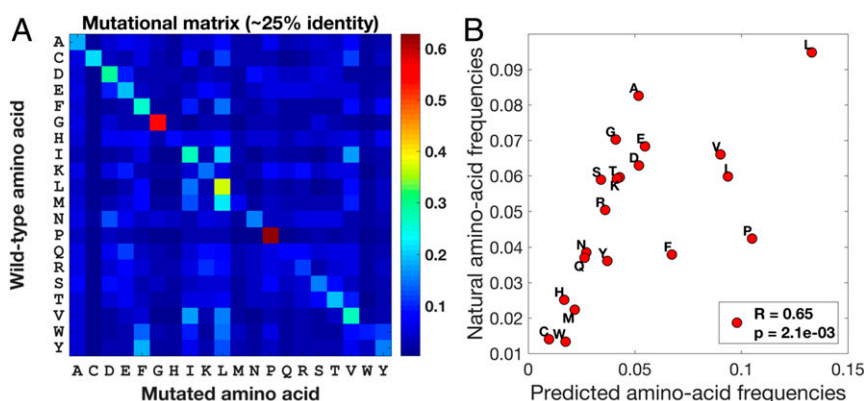 A
Mutational matrix (~25% identity)
Wild-type amino acid
A
C
D
E
F
G
H
I
K
L
M
N
P
Q
R
S
T
V
W
Y
A C D E F G H I K L M N P Q R S T V W Y
Mutated amino acid
0.6
0.5
0.4
0.3
0.2
0.1
B
Natural amino-acid frequencies
0.09
0.08
0.07
0.06
0.05
0.04
0.03
0.02
0.01
L
A
G
E
V
D
S T
K
I
R
P
N
Q
Y
F
H
M
C W
R = 0.65
p = 2.1e-03
0 0.05 0.1 0.15
Predicted amino-acid frequencies